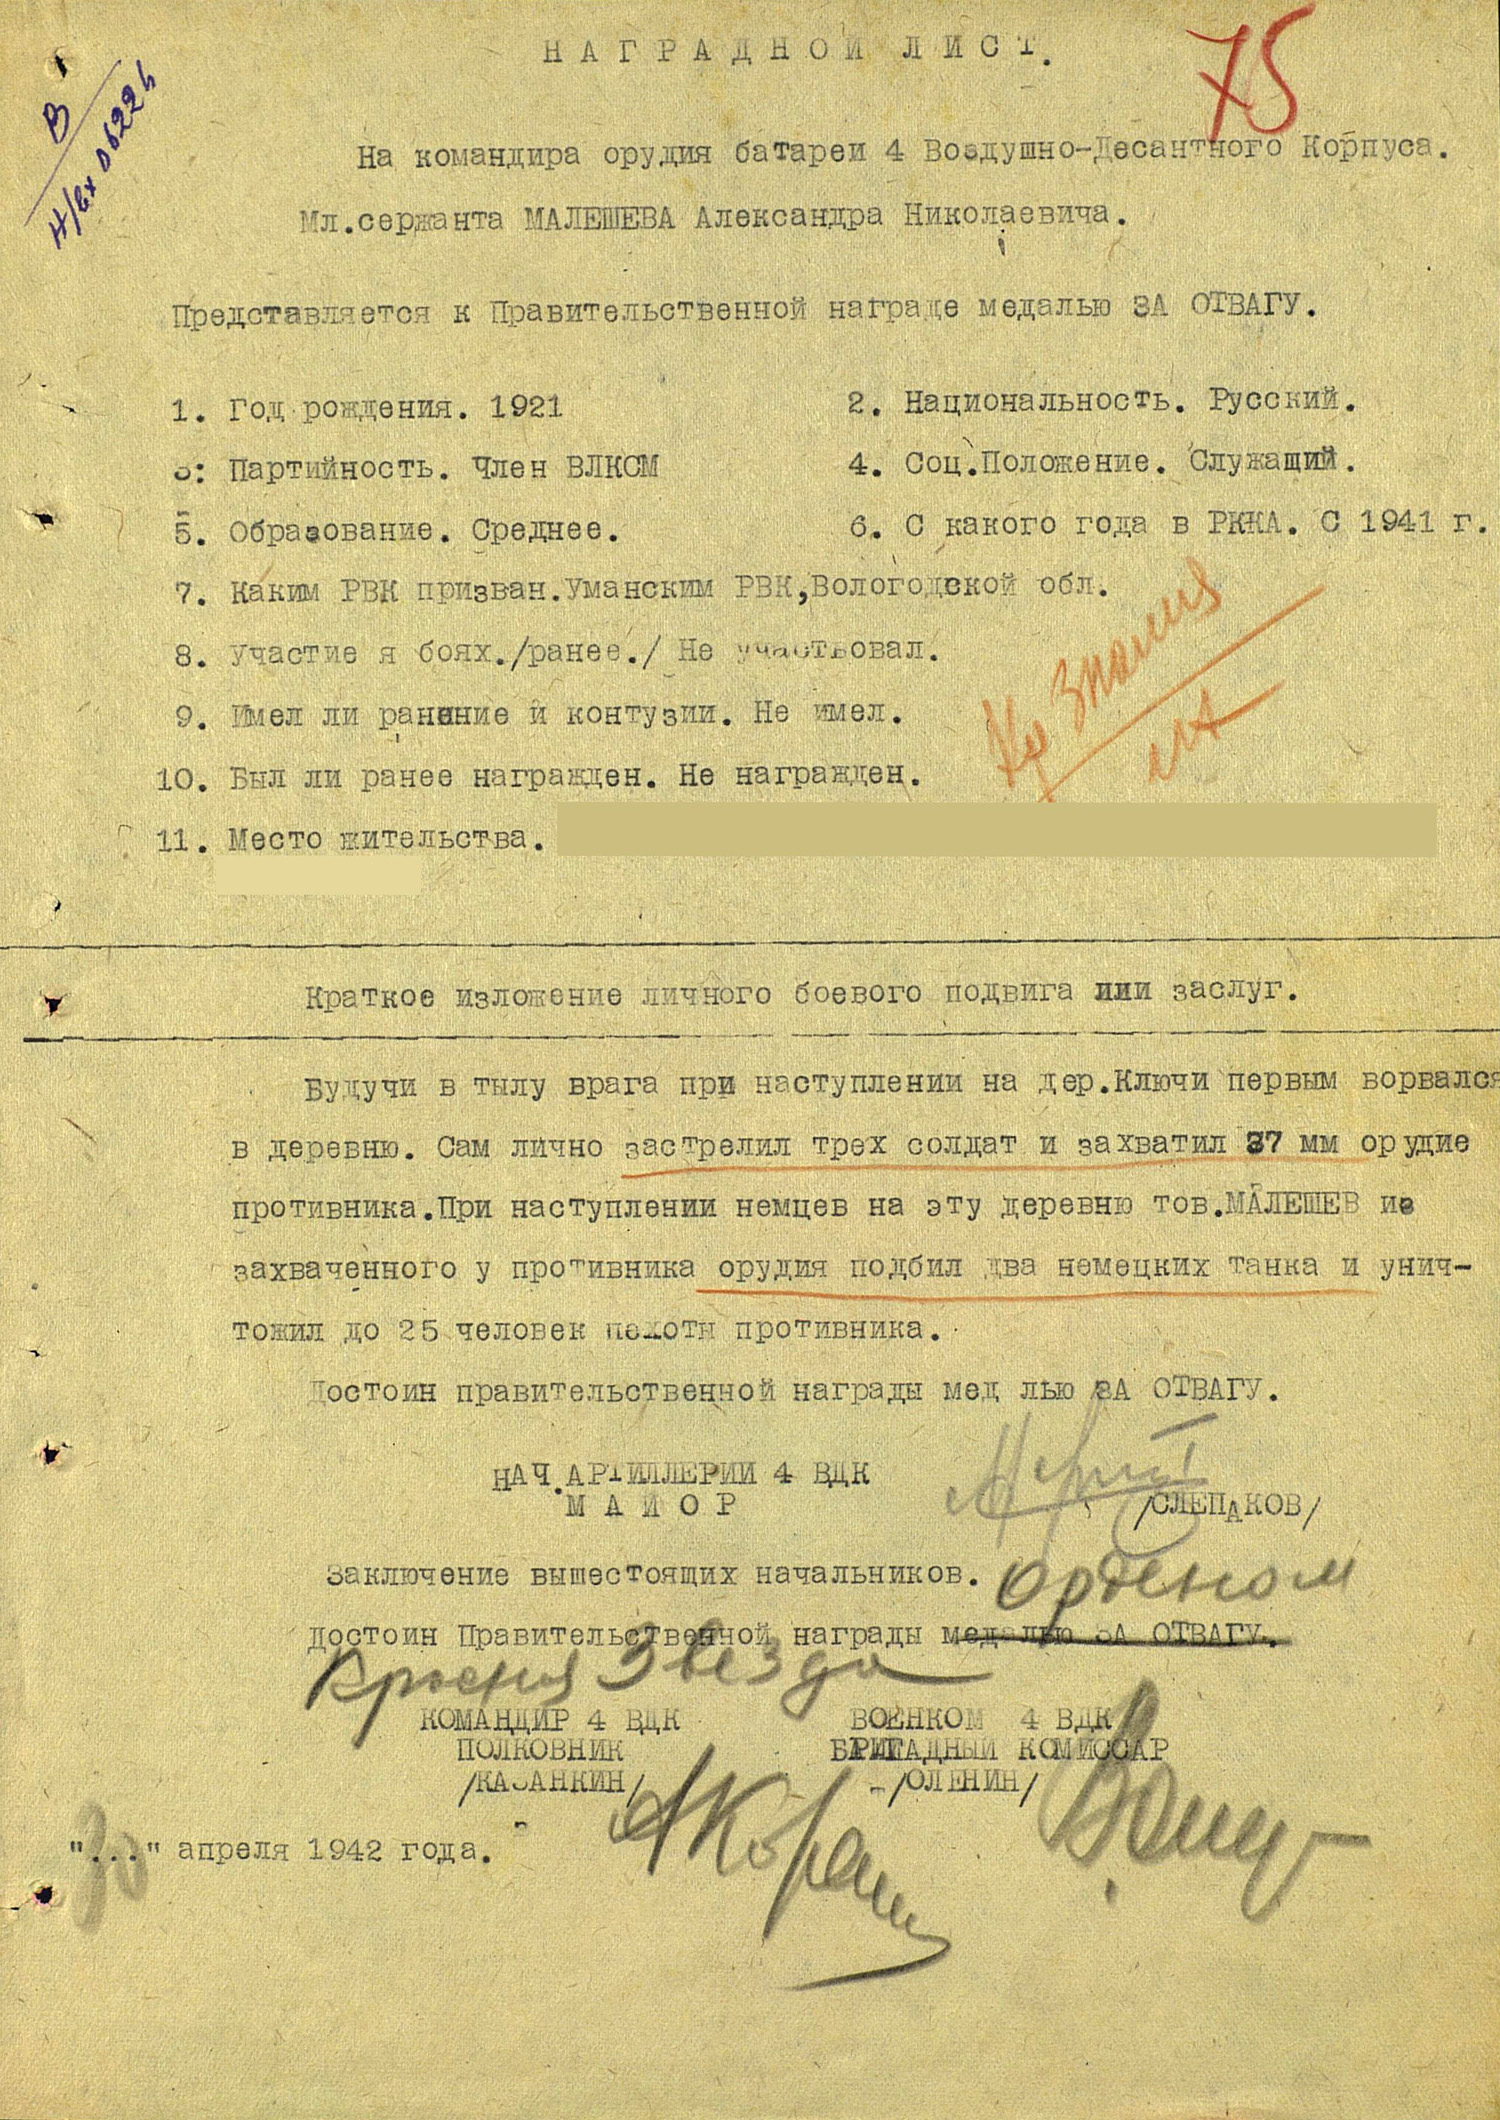 НАГРАДНОЙ ЛИСТ.
75
В
Н/вх 06226
На командира орудия батареи 4 Воздушно-Десантного Корпуса.
Мл.сержанта МАЛЕШЕВА Александра Николаевича.
Представляется к Правительственной награде медалью ЗА ОТВАГУ.
1. Год рождения. 1921
2. Национальность. Русский.
3: Партийность. Член ВЛКСМ
4. Соц.Положение. Служащий.
5. Образование. Среднее.
6. С какого года в РККА. С 1941 г.
7. Каким РВК призван.Уманским РВК,Вологодской обл.
8. Участие я боях./ранее./ Не участвовал.
9. Имел ли ранение и контузии. Не имел.
Кр Знамя
10. Был ли ранее награжден. Не награжден.
11. Место жительства.
Краткое изложение личного боевого подвига или заслуг.
Будучи в тылу врага при наступлении на дер.Ключи первым ворвался
в деревню. Сам лично застрелил трех солдат и захватил 37 мм орудие
противника.При наступлении немцев на эту деревню тов.МАЛЕШЕВ из
захваченного у противника орудия подбил два немецких танка и унич-
тожил до 25 человек пехоты противника.
Достоин правительственной награды мед лью ЗА ОТВАГУ.
НАЧ.АРТИЛЛЕРИИ 4 ВДК
МАЙОР /СЛЕПАКОВ/
Заключение вышестоящих начальников. Орденом
Достоин Правительственной награды медалью ЗА ОТВАГУ.
Красная Звезда
КОМАНДИР 4 ВДК ВОЕНКОМ 4 ВДК
ПОЛКОВНИК БРИГАДНЫЙ КОМИССАР
/КАЗАНКИН/ -/ОЛЕНИН/
"..." апреля 1942 года.
30